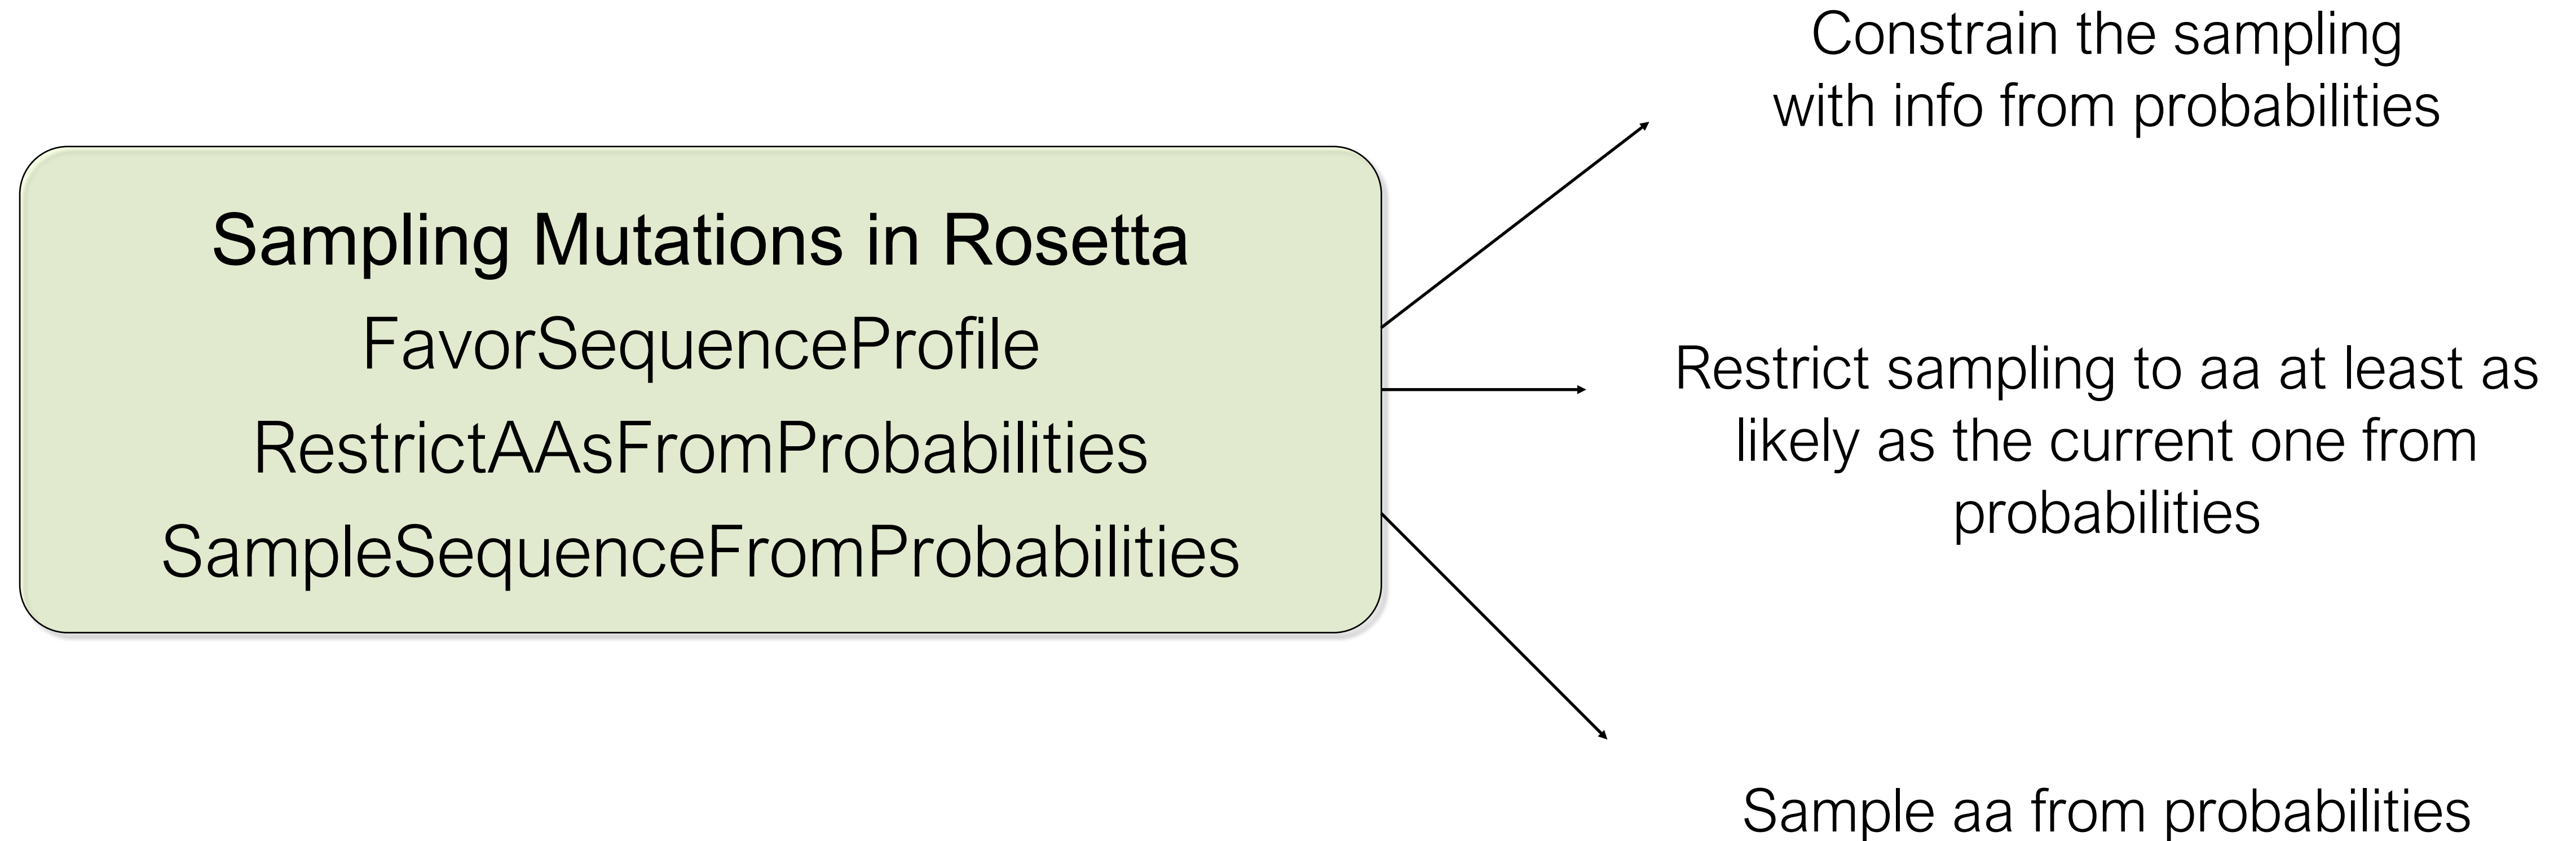 Sampling Mutations in Rosetta
FavorSequenceProfile
RestrictAAsFromProbabilities
SampleSequenceFromProbabilities
Constrain the sampling
with info from probabilities
Restrict sampling to aa at least as
likely as the current one from
probabilities
Sample aa from probabilities